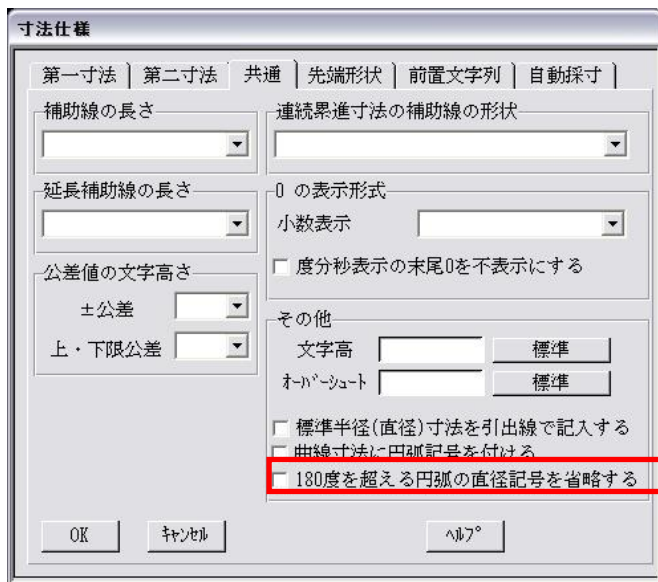 寸法仕様
第一寸法 第二寸法 共通 先端形状 前置文字列 自動採寸
補助線の長さ
連続累進寸法の補助線の形状
延長補助線の長さ
0 の表示形式
小数表示
度分秒表示の末尾0を不表示にする
公差値の文字高さ
±公差
上・下限公差
その他
文字高 標準
ｵｰﾊﾞｰｼｭｰﾄ 標準
標準半径(直径)寸法を引出線で記入する
曲線寸法に円弧記号を付ける
180度を超える円弧の直径記号を省略する
OK ｷｬﾝｾﾙ ﾍﾙﾌﾟ